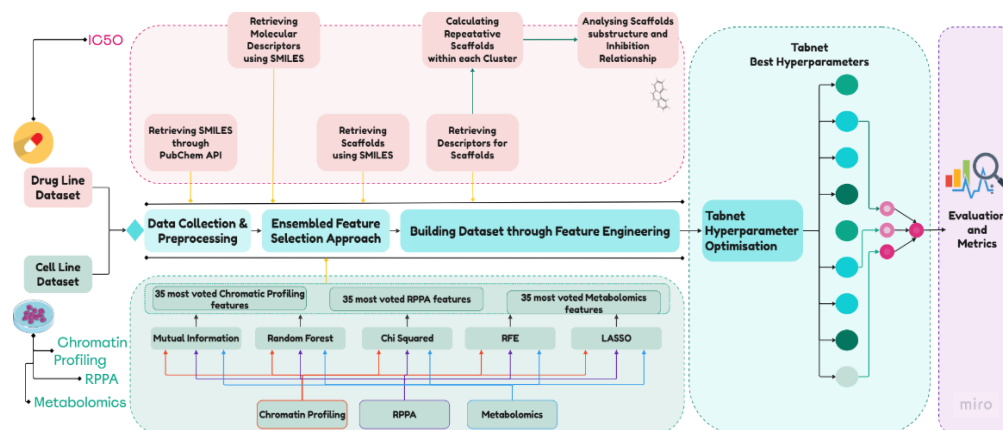 IC50
Retrieving
Molecular
Descriptors
using SMILES
Calculating
Repeatative
Scaffolds
within each Cluster
Analysing Scaffolds
substructure and
Inhibition
Relationship
Tabnet
Best Hyperparameters
Retrieving SMILES
through
PubChem API
Retrieving
Scaffolds
using SMILES
Retrieving
Descriptors for
Scaffolds
Drug Line
Dataset
Cell Line
Dataset
Data Collection &
Preprocessing
Ensembled Feature
Selection Approach
Building Dataset through Feature Engineering
Tabnet
Hyperparameter
Optimisation
Evaluation
and
Metrics
35 most voted Chromatic Profiling
features
35 most voted RPPA features
35 most voted Metabolomics
features
Mutual Information
Random Forest
Chi Squared
RFE
LASSO
Chromatin
Profiling
RPPA
Metabolomics
Chromatin Profiling
RPPA
Metabolomics
miro